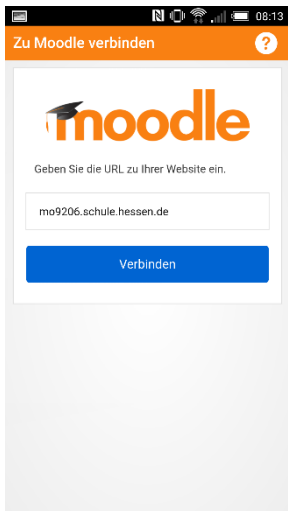 08:13
Zu Moodle verbinden
?
moodle
Geben Sie die URL zu Ihrer Website ein.
mo9206.schule.hessen.de
Verbinden